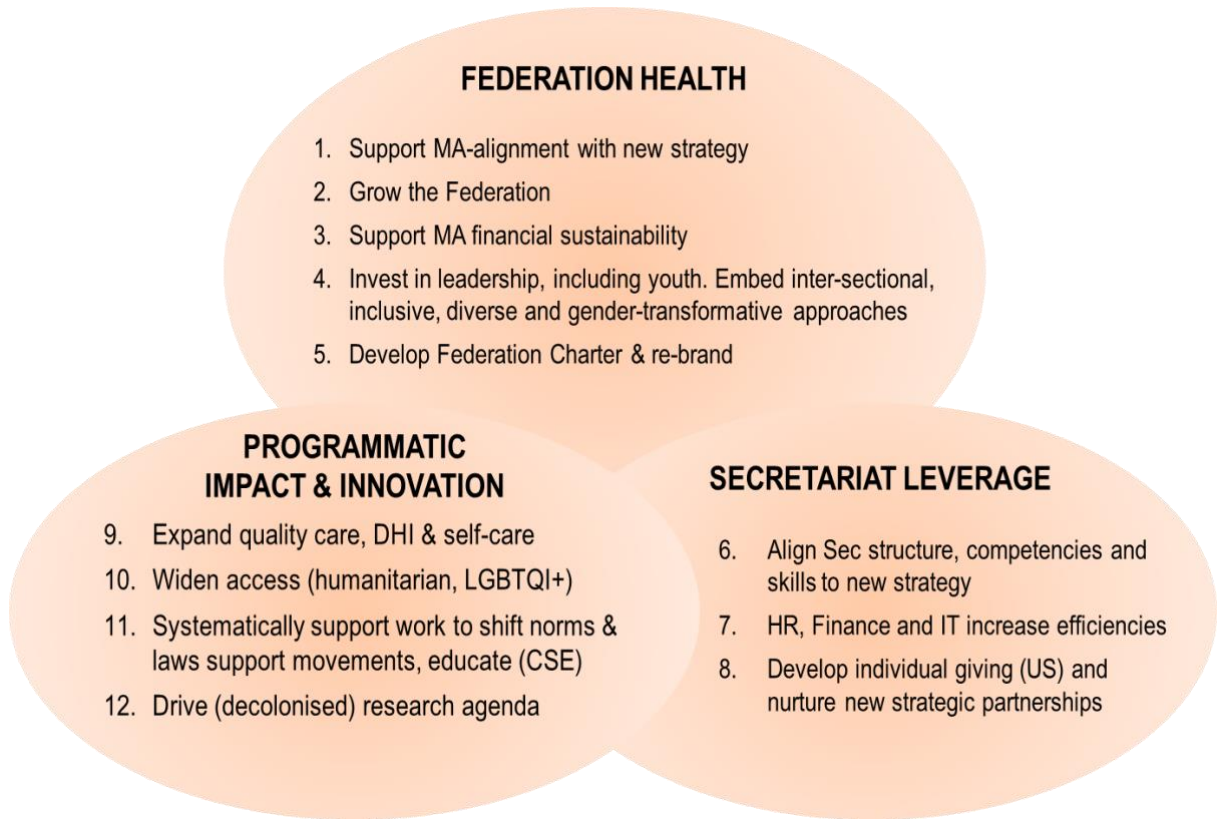 FEDERATION HEALTH
1. Support MA-alignment with new strategy
2. Grow the Federation
3. Support MA financial sustainability
4. Invest in leadership, including youth. Embed inter-sectional,
inclusive, diverse and gender-transformative approaches
5. Develop Federation Charter & re-brand
PROGRAMMATIC
IMPACT & INNOVATION
9. Expand quality care, DHI & self-care
10. Widen access (humanitarian, LGBTQI+)
11. Systematically support work to shift norms &
laws support movements, educate (CSE)
12. Drive (decolonised) research agenda
SECRETARIAT LEVERAGE
6. Align Sec structure, competencies and
skills to new strategy
7. HR, Finance and IT increase efficiencies
8. Develop individual giving (US) and
nurture new strategic partnerships